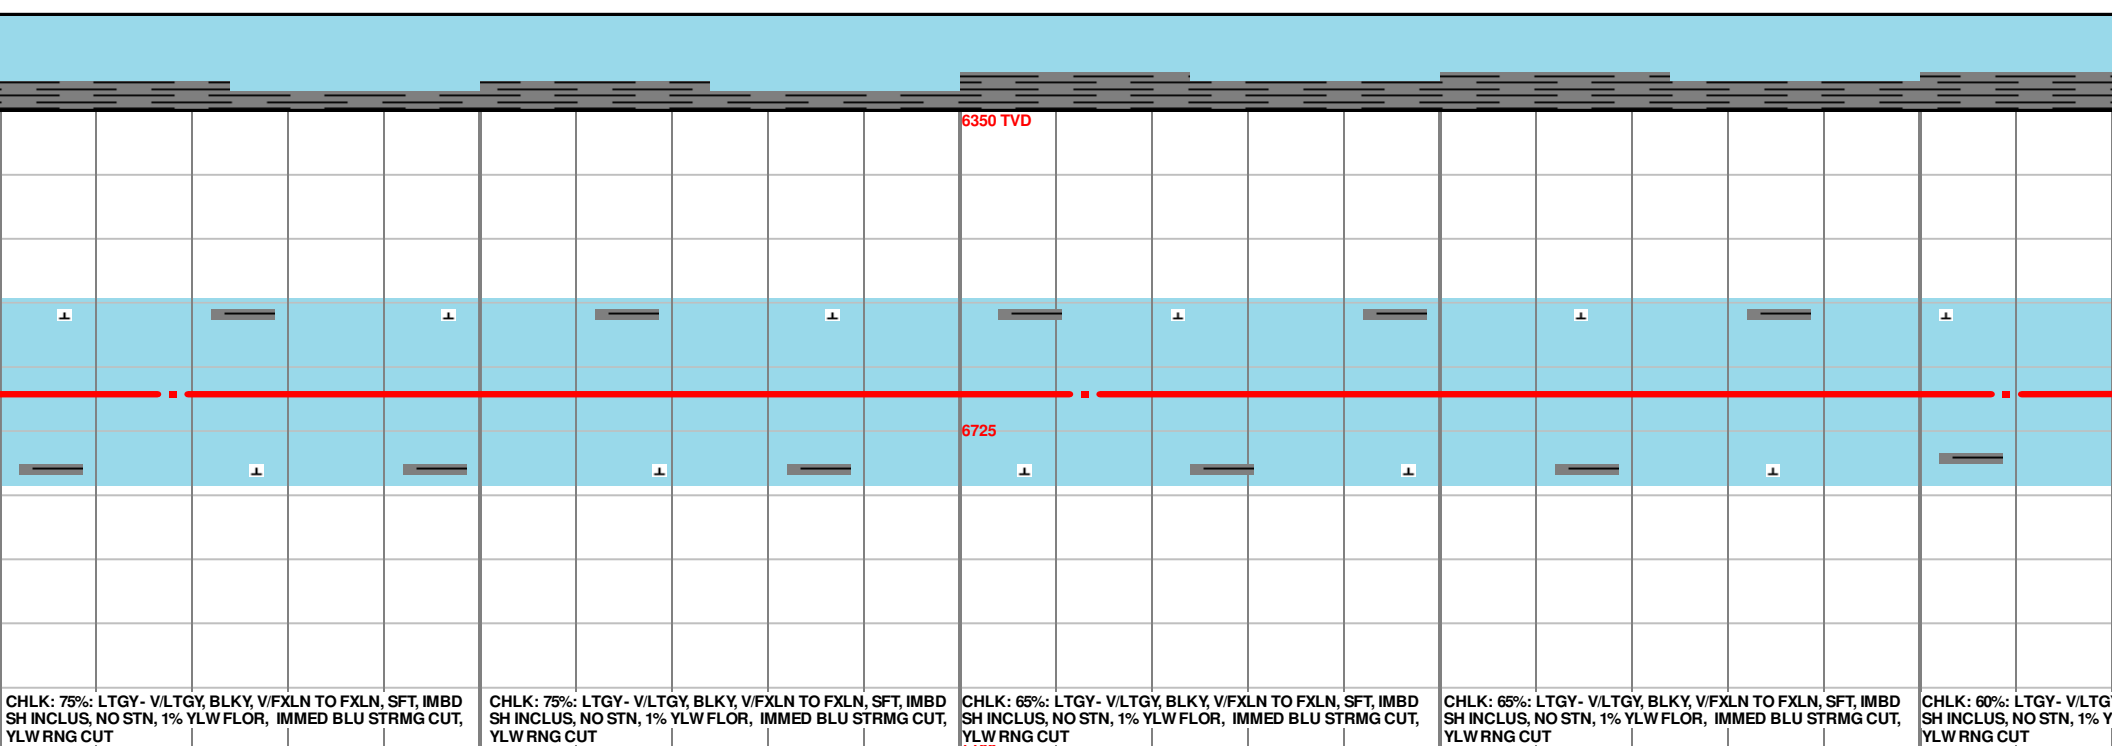 6350 TVD
6725
CHLK: 75%: LTGY- V/LTGY, BLKY, V/FXLN TO FXLN, SFT, IMBD
SH INCLUS, NO STN, 1% YLW FLOR, IMMED BLU STRMG CUT,
YLW RNG CUT
CHLK: 75%: LTGY- V/LTGY, BLKY, V/FXLN TO FXLN, SFT, IMBD
SH INCLUS, NO STN, 1% YLW FLOR, IMMED BLU STRMG CUT,
YLW RNG CUT
CHLK: 65%: LTGY- V/LTGY, BLKY, V/FXLN TO FXLN, SFT, IMBD
SH INCLUS, NO STN, 1% YLW FLOR, IMMED BLU STRMG CUT,
YLW RNG CUT
CHLK: 65%: LTGY- V/LTGY, BLKY, V/FXLN TO FXLN, SFT, IMBD
SH INCLUS, NO STN, 1% YLW FLOR, IMMED BLU STRMG CUT,
YLW RNG CUT
CHLK: 60%: LTGY- V/LTG
SH INCLUS, NO STN, 1% Y
YLW RNG CUT